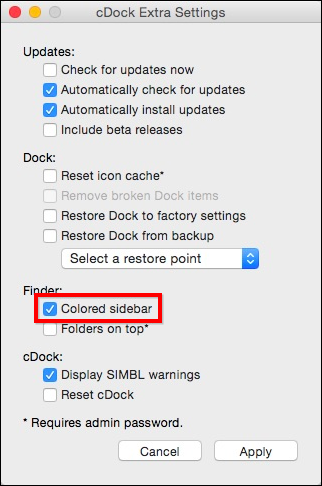 cDock Extra Settings
Updates:
Check for updates now
Automatically check for updates
Automatically install updates
Include beta releases
Dock:
Reset icon cache*
Remove broken Dock items
Restore Dock to factory settings
Restore Dock from backup
Select a restore point
Finder:
Colored sidebar
Folders on top*
cDock:
Display SIMBL warnings
Reset cDock
* Requires admin password.
Cancel Apply